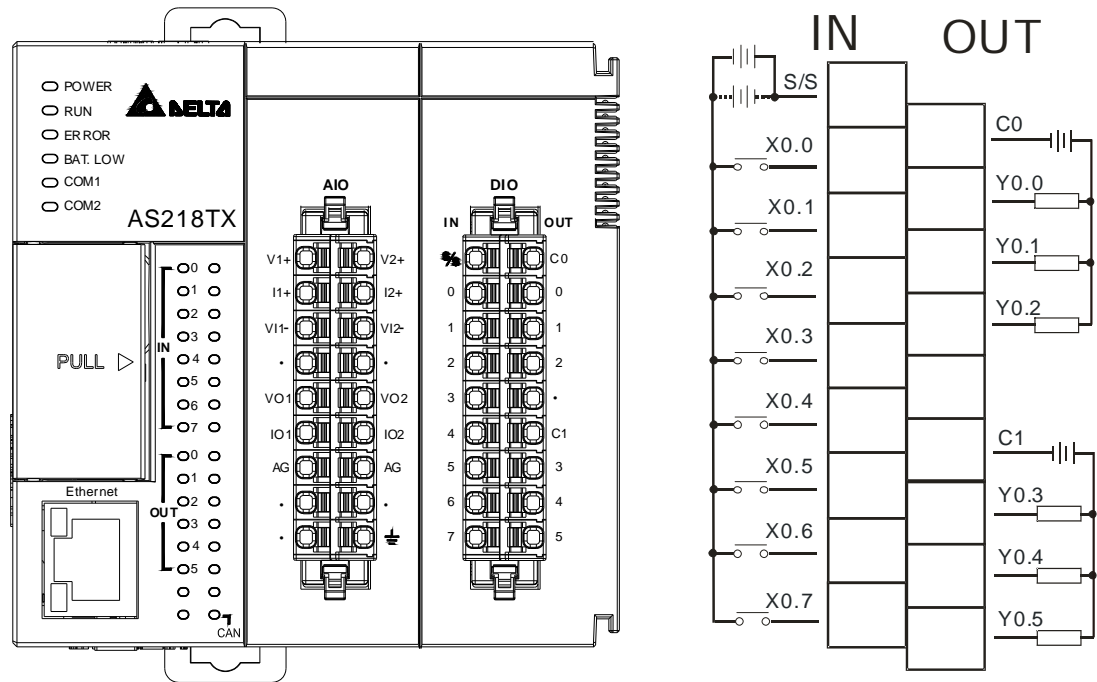 POWER
RUN
ERROR
BAT. LOW
COM1
COM2
DELTA
AS218TX
PULL
IN
0
1
2
3
4
5
6
7
OUT
0
1
2
3
4
5
CAN
Ethernet
AIO
V1+ V2+
I1+ I2+
VI1- VI2-
• •
VO1 VO2
IO1 IO2
AG AG
• •
•
DIO
IN OUT
S/S C0
0 0
1 1
2 2
3 •
4 C1
5 3
6 4
7 5
IN OUT
S/S
X0.0
X0.1
X0.2
X0.3
X0.4
X0.5
X0.6
X0.7
C0
Y0.0
Y0.1
Y0.2
C1
Y0.3
Y0.4
Y0.5